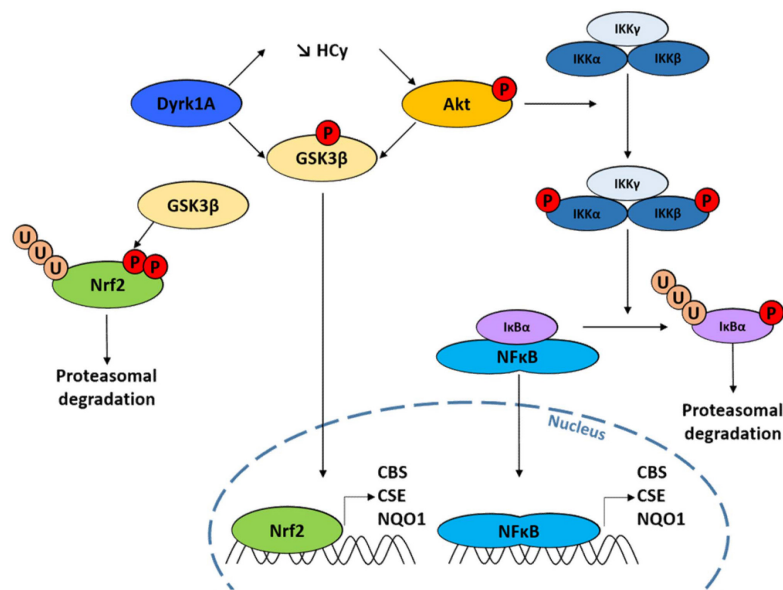 IKKγ
IKKα
IKKβ
↘ HCy
Dyrk1A
Akt
P
P
GSK3β
IKKγ
P
IKKα
IKKβ
P
GSK3β
U
U
U
P
P
Nrf2
U
U
U
P
IκBα
IκBα
NFκB
Proteasomal
degradation
Proteasomal
degradation
Nucleus
CBS
CSE
NQO1
Nrf2
CBS
CSE
NQO1
NFκB